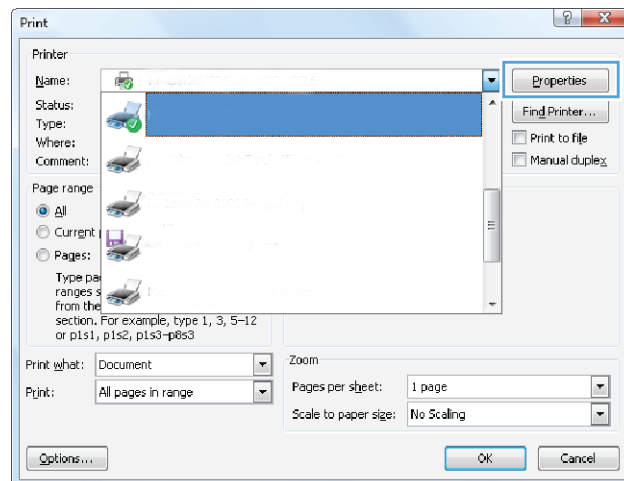 Print
Printer
Name:
Properties
Status:
Find Printer...
Type:
Where:
Print to file
Comment:
Manual duplex
Page range
All
Current
Pages:
Type
ranges
from the
section. For example, type 1, 3, 5–12
or p1s1, p1s2, p1s3–p8s3
Print what: Document
Zoom
Print: All pages in range
Pages per sheet: 1 page
Scale to paper size: No Scaling
Options...
OK
Cancel